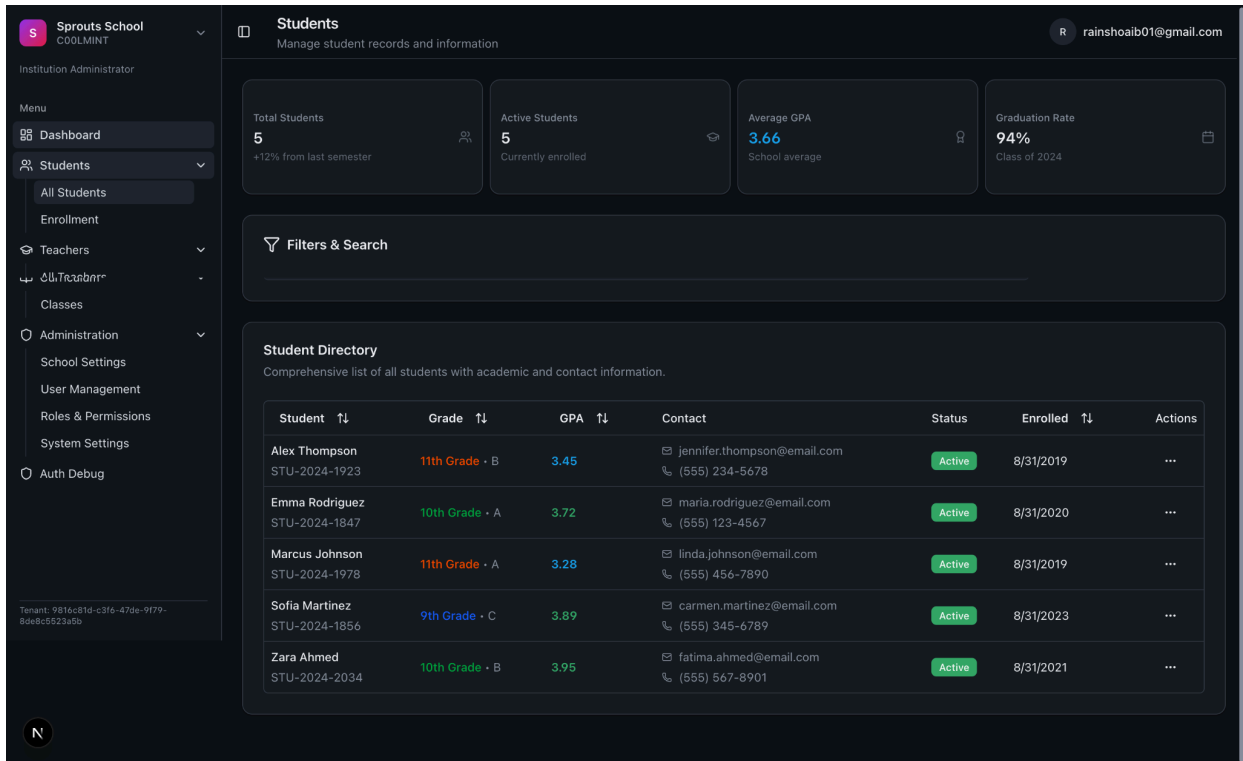 S
Sprouts School
C00LMINT
Institution Administrator
Menu
Dashboard
Students
All Students
Enrollment
Teachers
Classes
Administration
School Settings
User Management
Roles & Permissions
System Settings
Auth Debug
Tenant: 9816c81d-c3f6-47de-9f79-
8de8c5523a5b
N
Students
Manage student records and information
R rainshoaib01@gmail.com
Total Students
5
+12% from last semester
Active Students
5
Currently enrolled
Average GPA
3.66
School average
Graduation Rate
94%
Class of 2024
Filters & Search
Student Directory
Comprehensive list of all students with academic and contact information.
Student Grade GPA Contact Status Enrolled Actions
Alex Thompson
STU-2024-1923
11th Grade • B
3.45
jennifer.thompson@email.com
(555) 234-5678
Active
8/31/2019
Emma Rodriguez
STU-2024-1847
10th Grade • A
3.72
maria.rodriguez@email.com
(555) 123-4567
Active
8/31/2020
Marcus Johnson
STU-2024-1978
11th Grade • A
3.28
linda.johnson@email.com
(555) 456-7890
Active
8/31/2019
Sofia Martinez
STU-2024-1856
9th Grade • C
3.89
carmen.martinez@email.com
(555) 345-6789
Active
8/31/2023
Zara Ahmed
STU-2024-2034
10th Grade • B
3.95
fatima.ahmed@email.com
(555) 567-8901
Active
8/31/2021